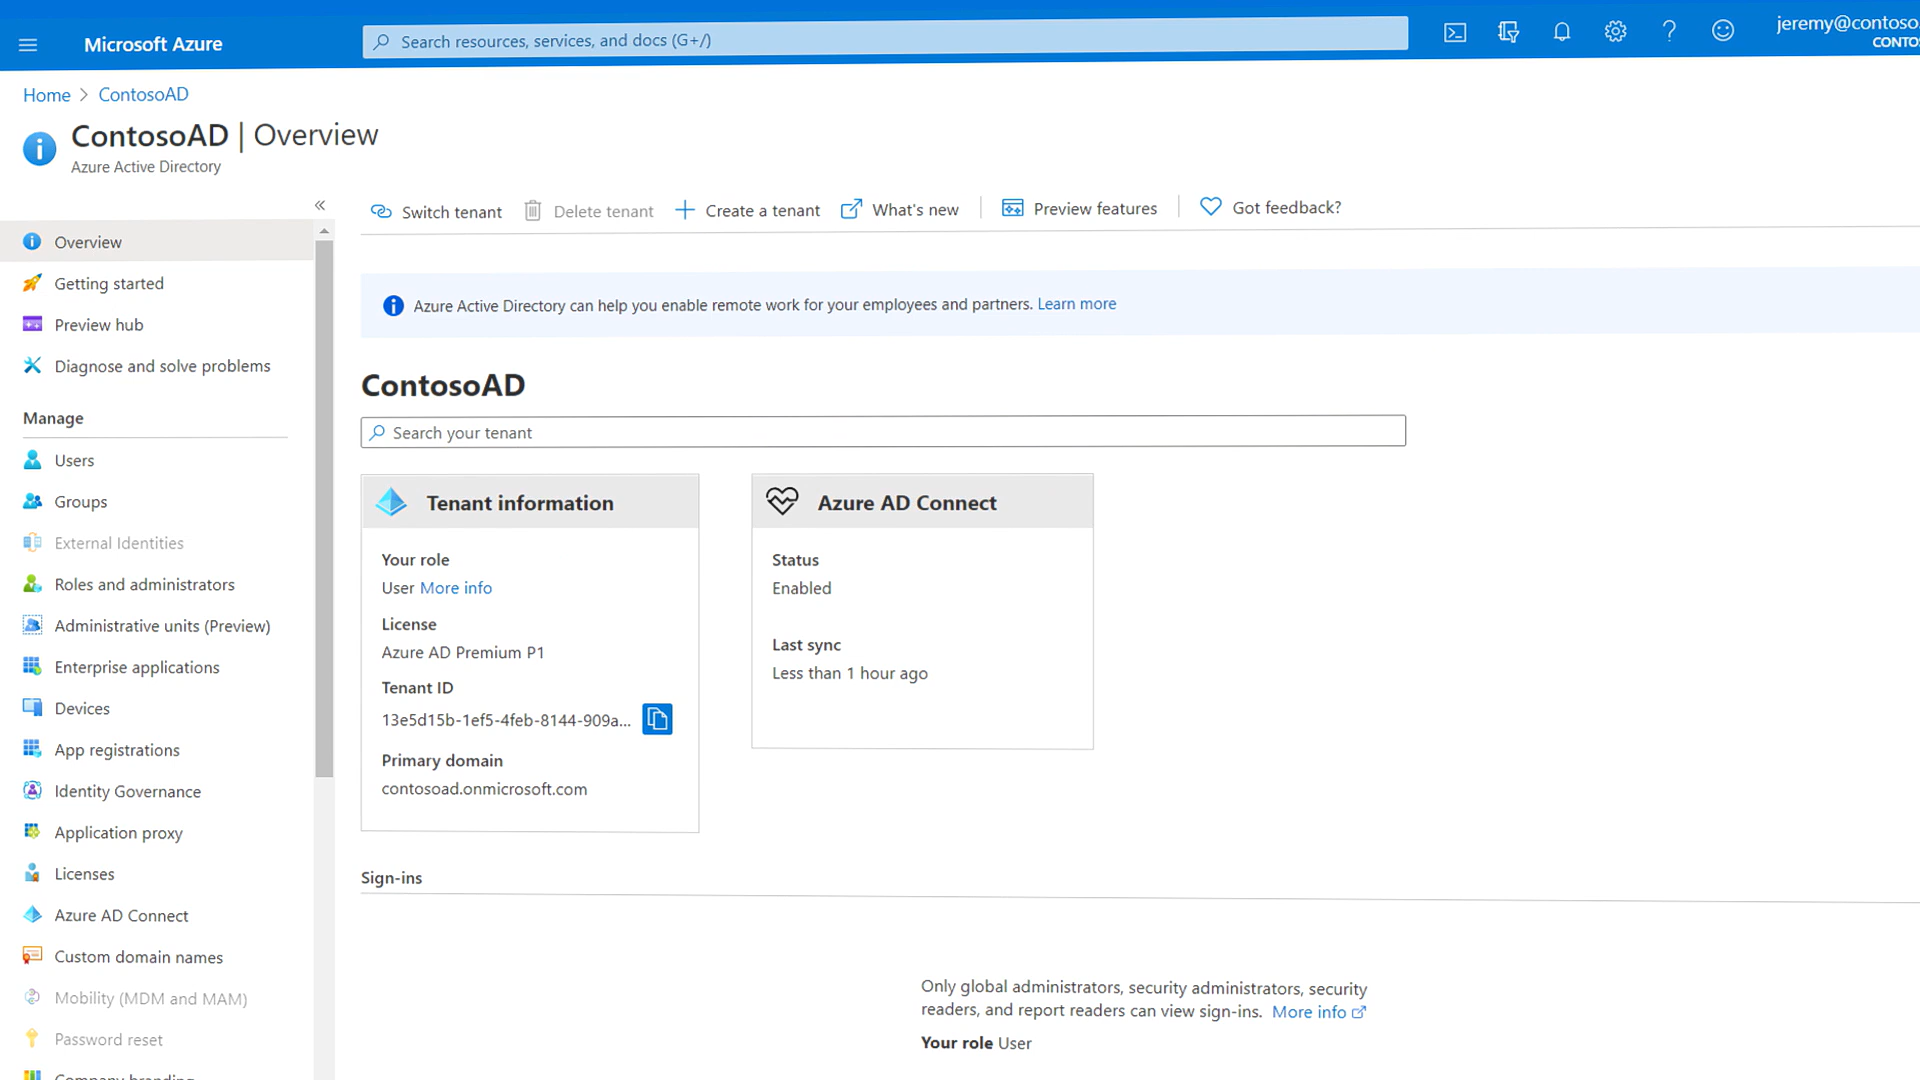 Microsoft Azure
Search resources, services, and docs (G+/)
jeremy@contoso.
CONTOS
Home > ContosoAD
ContosoAD | Overview
Azure Active Directory
Switch tenant
Delete tenant
Create a tenant
What's new
Preview features
Got feedback?
Overview
Getting started
Preview hub
Diagnose and solve problems
Manage
Users
Groups
External Identities
Roles and administrators
Administrative units (Preview)
Enterprise applications
Devices
App registrations
Identity Governance
Application proxy
Licenses
Azure AD Connect
Custom domain names
Mobility (MDM and MAM)
Password reset
Company branding
Azure Active Directory can help you enable remote work for your employees and partners. Learn more
ContosoAD
Search your tenant
Tenant information
Your role
User More info
License
Azure AD Premium P1
Tenant ID
13e5d15b-1ef5-4feb-8144-909a...
Primary domain
contosoad.onmicrosoft.com
Azure AD Connect
Status
Enabled
Last sync
Less than 1 hour ago
Sign-ins
Only global administrators, security administrators, security
readers, and report readers can view sign-ins. More info
Your role User